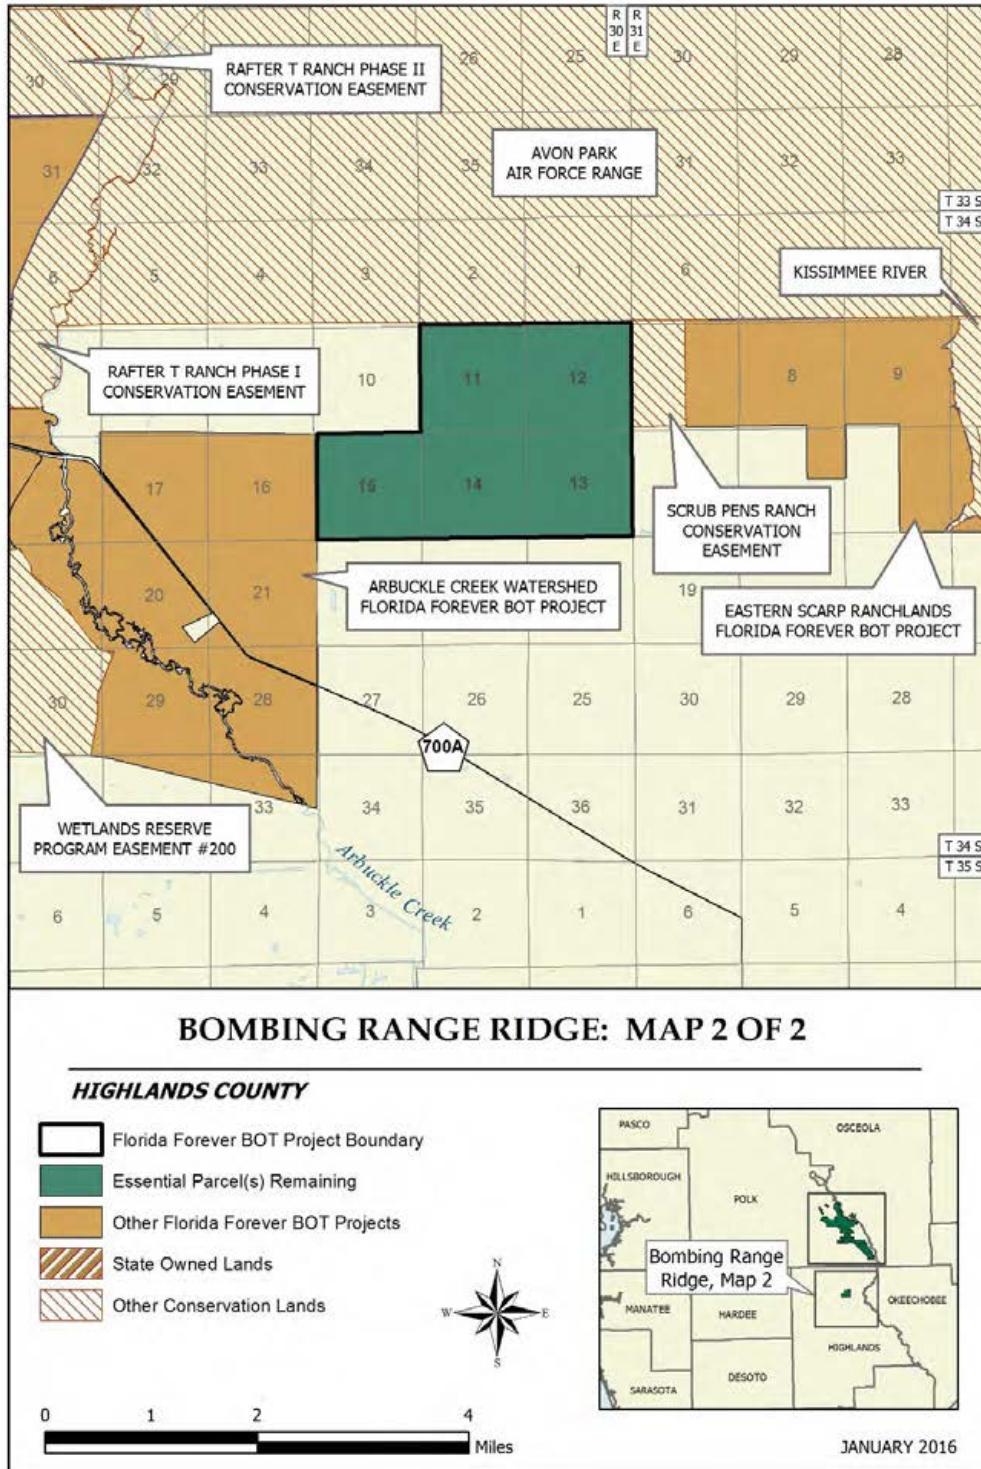 R
30
E
R
31
E
26
25
30
29
28
30
29
RAFTER T RANCH PHASE II
CONSERVATION EASEMENT
AVON PARK
AIR FORCE RANGE
31
32
33
34
35
31
32
33
T 33 S
T 34 S
6
5
4
3
2
1
6
KISSIMMEE RIVER
RAFTER T RANCH PHASE I
CONSERVATION EASEMENT
10
11
12
8
9
17
16
15
14
13
SCRUB PENS RANCH
CONSERVATION
EASEMENT
20
21
ARBUCKLE CREEK WATERSHED
FLORIDA FOREVER BOT PROJECT
19
EASTERN SCARP RANCHLANDS
FLORIDA FOREVER BOT PROJECT
30
29
28
27
26
25
30
29
28
700A
WETLANDS RESERVE
PROGRAM EASEMENT #200
33
34
35
36
31
32
33
T 34 S
T 35 S
Arbuckle Creek
6
5
4
3
2
1
6
5
4
BOMBING RANGE RIDGE: MAP 2 OF 2
HIGHLANDS COUNTY
Florida Forever BOT Project Boundary
Essential Parcel(s) Remaining
Other Florida Forever BOT Projects
State Owned Lands
Other Conservation Lands
N
W
E
S
0
1
2
4
Miles
PASCO
OSCEOLA
HILLSBOROUGH
POLK
Bombing Range
Ridge, Map 2
MANATEE
HARDEE
OKEECHOBEE
HIGHLANDS
SARASOTA
DESOTO
JANUARY 2016